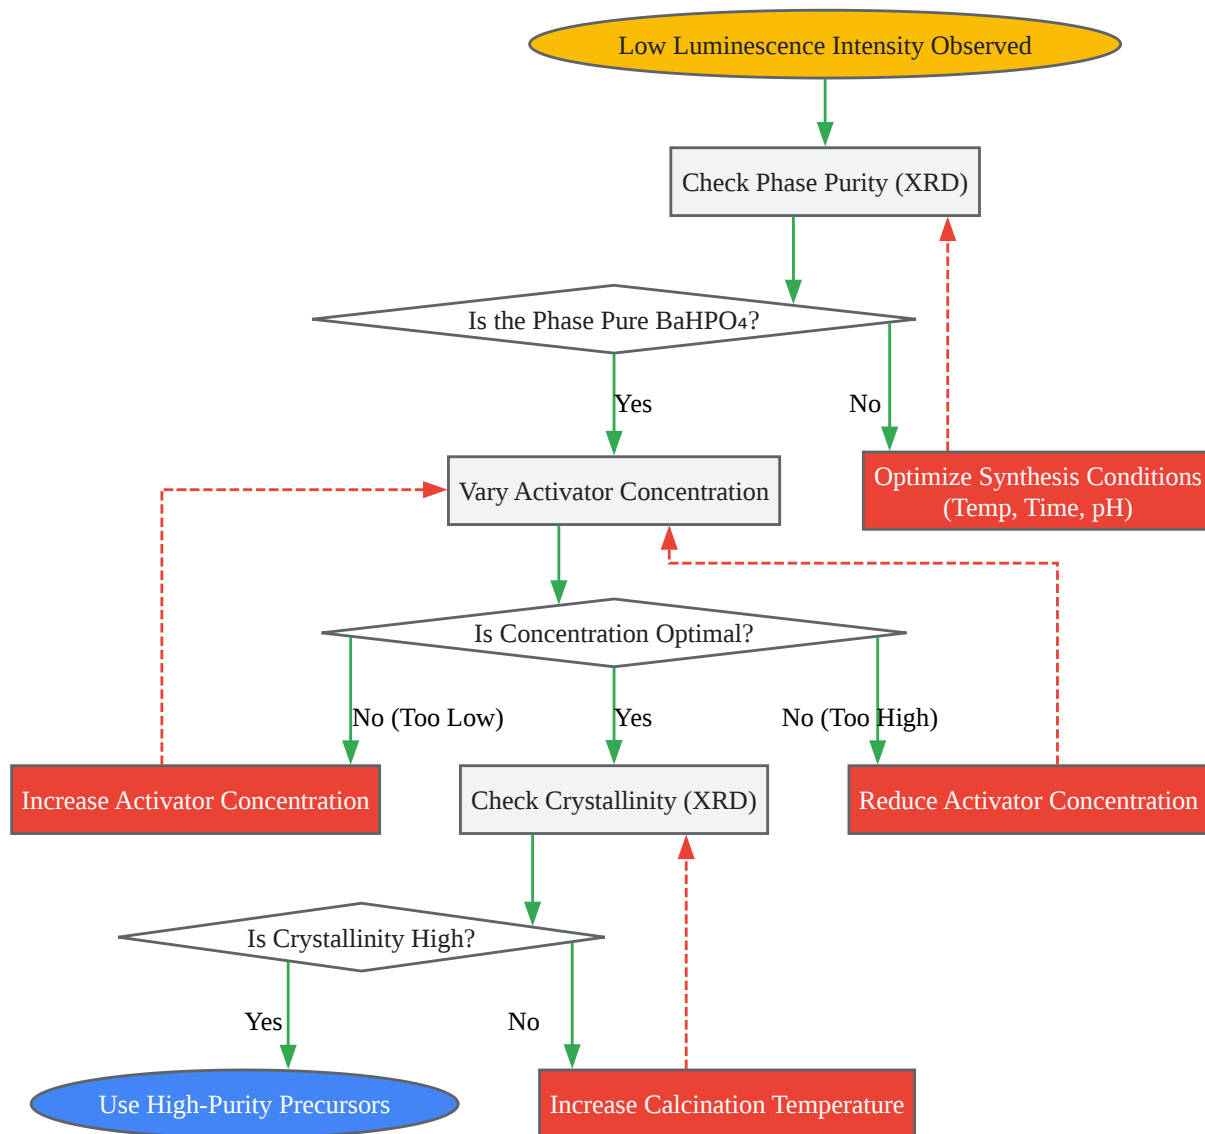 Low Luminescence Intensity Observed
Check Phase Purity (XRD)
Is the Phase Pure BaHPO₄?
Yes
No
Optimize Synthesis Conditions
(Temp, Time, pH)
Vary Activator Concentration
Is Concentration Optimal?
No (Too Low)
Yes
No (Too High)
Increase Activator Concentration
Check Crystallinity (XRD)
Reduce Activator Concentration
Is Crystallinity High?
Yes
No
Use High-Purity Precursors
Increase Calcination Temperature